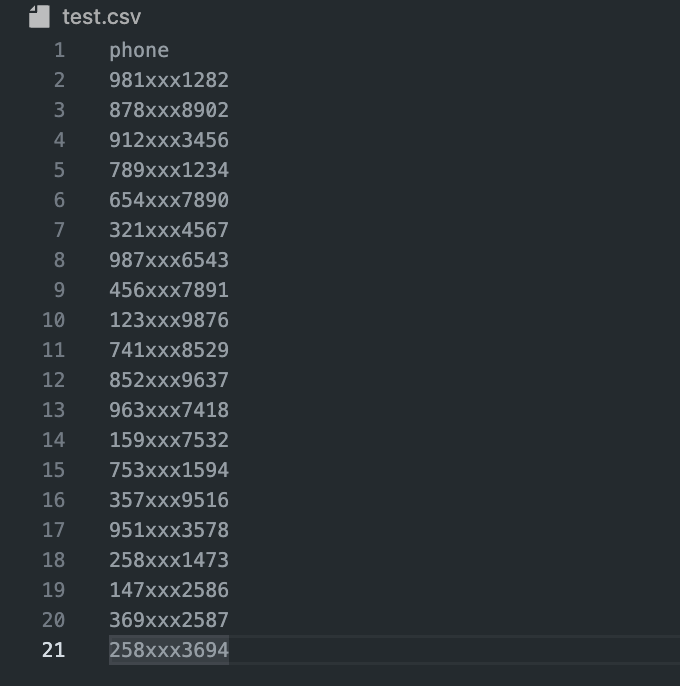 test.csv
1 phone
2 981xxx1282
3 878xxx8902
4 912xxx3456
5 789xxx1234
6 654xxx7890
7 321xxx4567
8 987xxx6543
9 456xxx7891
10 123xxx9876
11 741xxx8529
12 852xxx9637
13 963xxx7418
14 159xxx7532
15 753xxx1594
16 357xxx9516
17 951xxx3578
18 258xxx1473
19 147xxx2586
20 369xxx2587
21 258xxx3694